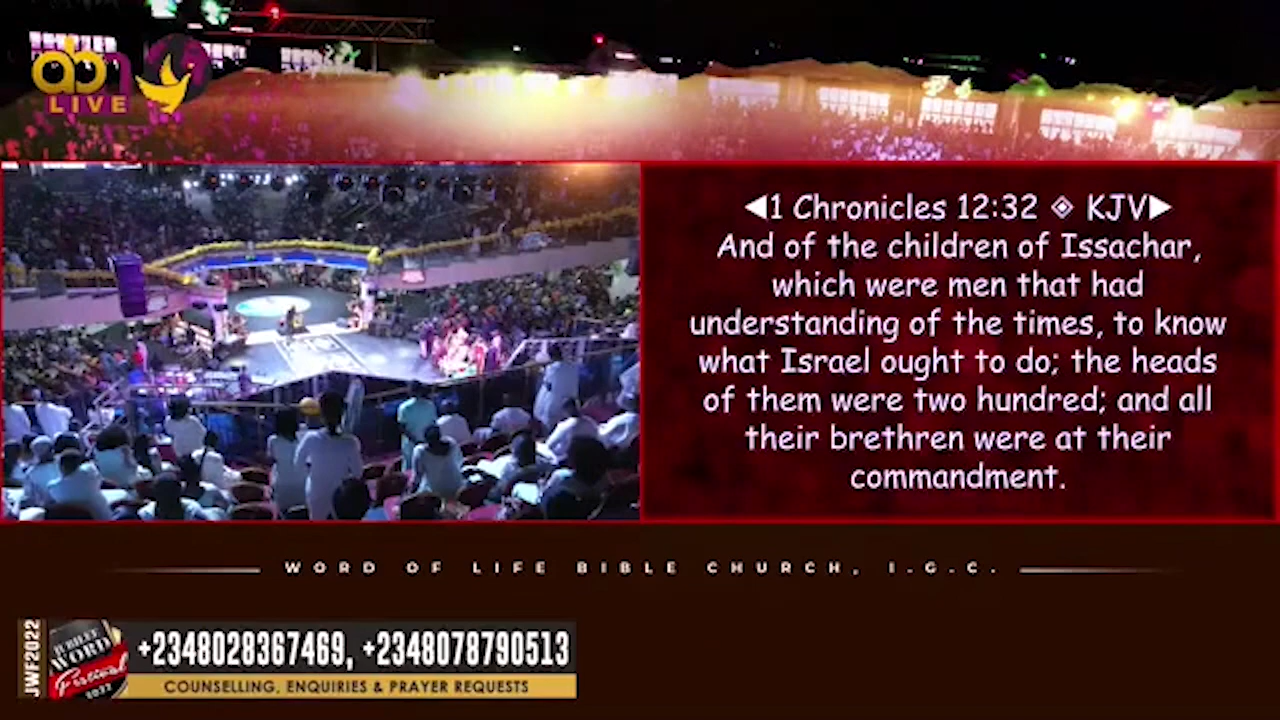 abn
LIVE
◀1 Chronicles 12:32 ◈ KJV▶
And of the children of Issachar,
which were men that had
understanding of the times, to know
what Israel ought to do; the heads
of them were two hundred; and all
their brethren were at their
commandment.
WORD OF LIFE BIBLE CHURCH, I.G.C.
JWF2022
JUBILEE
WORD
Festival
2022
+2348028367469, +2348078790513
COUNSELLING, ENQUIRIES & PRAYER REQUESTS